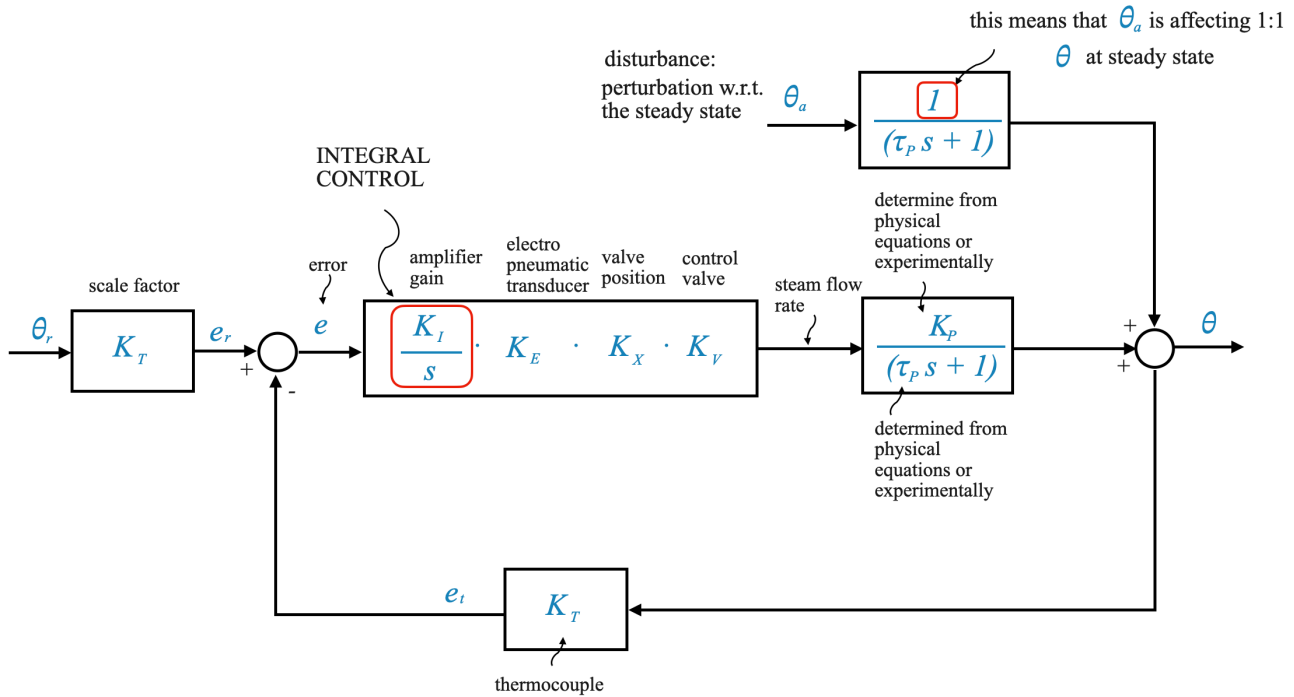 this means that θa is affecting 1:1
θ at steady state
disturbance:
perturbation w.r.t.
the steady state
θa
1
(τP s + 1)
INTEGRAL
CONTROL
determine from
physical
equations or
experimentally
scale factor
error
amplifier
gain
electro
pneumatic
transducer
valve
position
control
valve
steam flow
rate
θr
KT
er
+
-
e
KI
s
· KE · KX · KV
KP
(τP s + 1)
+
+
θ
determined from
physical
equations or
experimentally
et
KT
thermocouple